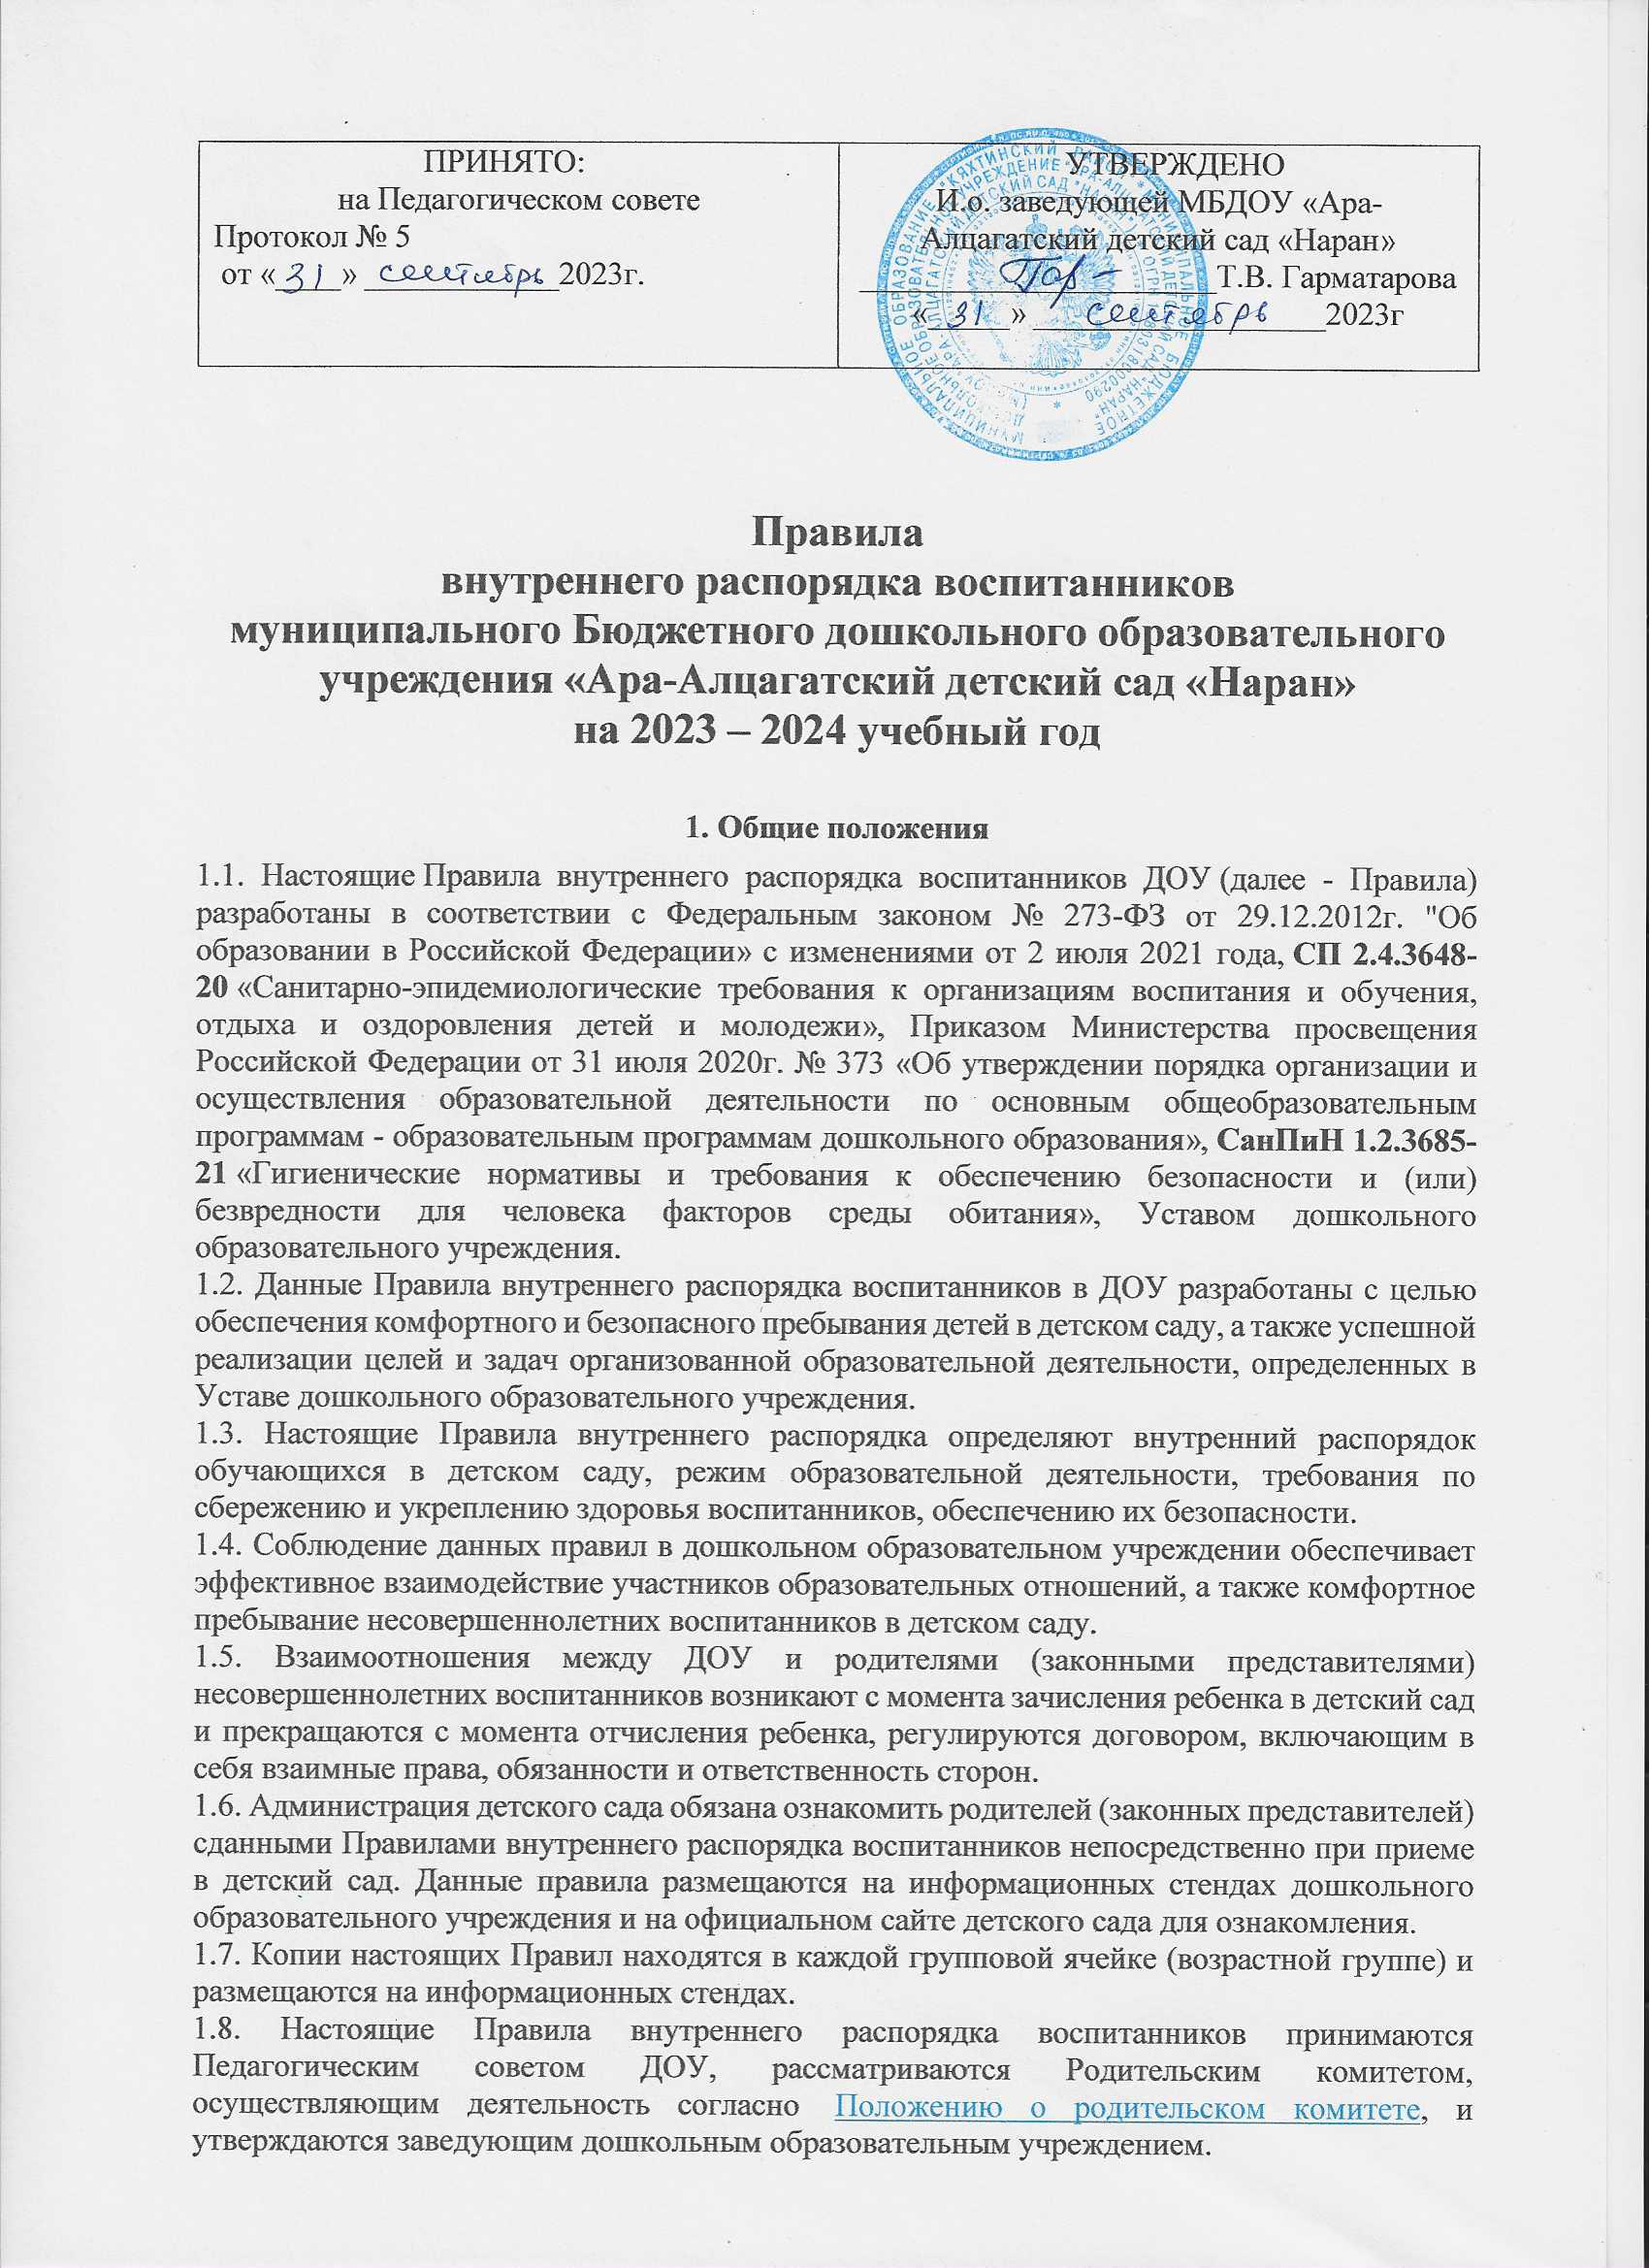 ПРИНЯТО:
на Педагогическом совете
Протокол № 5
от «31» сентябрь 2023г.
УТВЕРЖДЕНО
И.о. заведующей МБДОУ «Ара-
Алцагатский детский сад «Наран»
Т.В. Гарматарова
«31» сентябрь 2023г
Правила
внутреннего распорядка воспитанников
муниципального Бюджетного дошкольного образовательного
учреждения «Ара-Алцагатский детский сад «Наран»
на 2023 – 2024 учебный год
1. Общие положения
1.1. Настоящие Правила внутреннего распорядка воспитанников ДОУ (далее - Правила)
разработаны в соответствии с Федеральным законом № 273-ФЗ от 29.12.2012г. "Об
образовании в Российской Федерации» с изменениями от 2 июля 2021 года, СП 2.4.3648-
20 «Санитарно-эпидемиологические требования к организациям воспитания и обучения,
отдыха и оздоровления детей и молодежи», Приказом Министерства просвещения
Российской Федерации от 31 июля 2020г. № 373 «Об утверждении порядка организации и
осуществления образовательной деятельности по основным общеобразовательным
программам - образовательным программам дошкольного образования», СанПиН 1.2.3685-
21 «Гигиенические нормативы и требования к обеспечению безопасности и (или)
безвредности для человека факторов среды обитания», Уставом дошкольного
образовательного учреждения.
1.2. Данные Правила внутреннего распорядка воспитанников в ДОУ разработаны с целью
обеспечения комфортного и безопасного пребывания детей в детском саду, а также успешной
реализации целей и задач организованной образовательной деятельности, определенных в
Уставе дошкольного образовательного учреждения.
1.3. Настоящие Правила внутреннего распорядка определяют внутренний распорядок
обучающихся в детском саду, режим образовательной деятельности, требования по
сбережению и укреплению здоровья воспитанников, обеспечению их безопасности.
1.4. Соблюдение данных правил в дошкольном образовательном учреждении обеспечивает
эффективное взаимодействие участников образовательных отношений, а также комфортное
пребывание несовершеннолетних воспитанников в детском саду.
1.5. Взаимоотношения между ДОУ и родителями (законными представителями)
несовершеннолетних воспитанников возникают с момента зачисления ребенка в детский сад
и прекращаются с момента отчисления ребенка, регулируются договором, включающим в
себя взаимные права, обязанности и ответственность сторон.
1.6. Администрация детского сада обязана ознакомить родителей (законных представителей)
сданными Правилами внутреннего распорядка воспитанников непосредственно при приеме
в детский сад. Данные правила размещаются на информационных стендах дошкольного
образовательного учреждения и на официальном сайте детского сада для ознакомления.
1.7. Копии настоящих Правил находятся в каждой групповой ячейке (возрастной группе) и
размещаются на информационных стендах.
1.8. Настоящие Правила внутреннего распорядка воспитанников принимаются
Педагогическим советом ДОУ, рассматриваются Родительским комитетом,
осуществляющим деятельность согласно Положению о родительском комитете, и
утверждаются заведующим дошкольным образовательным учреждением.